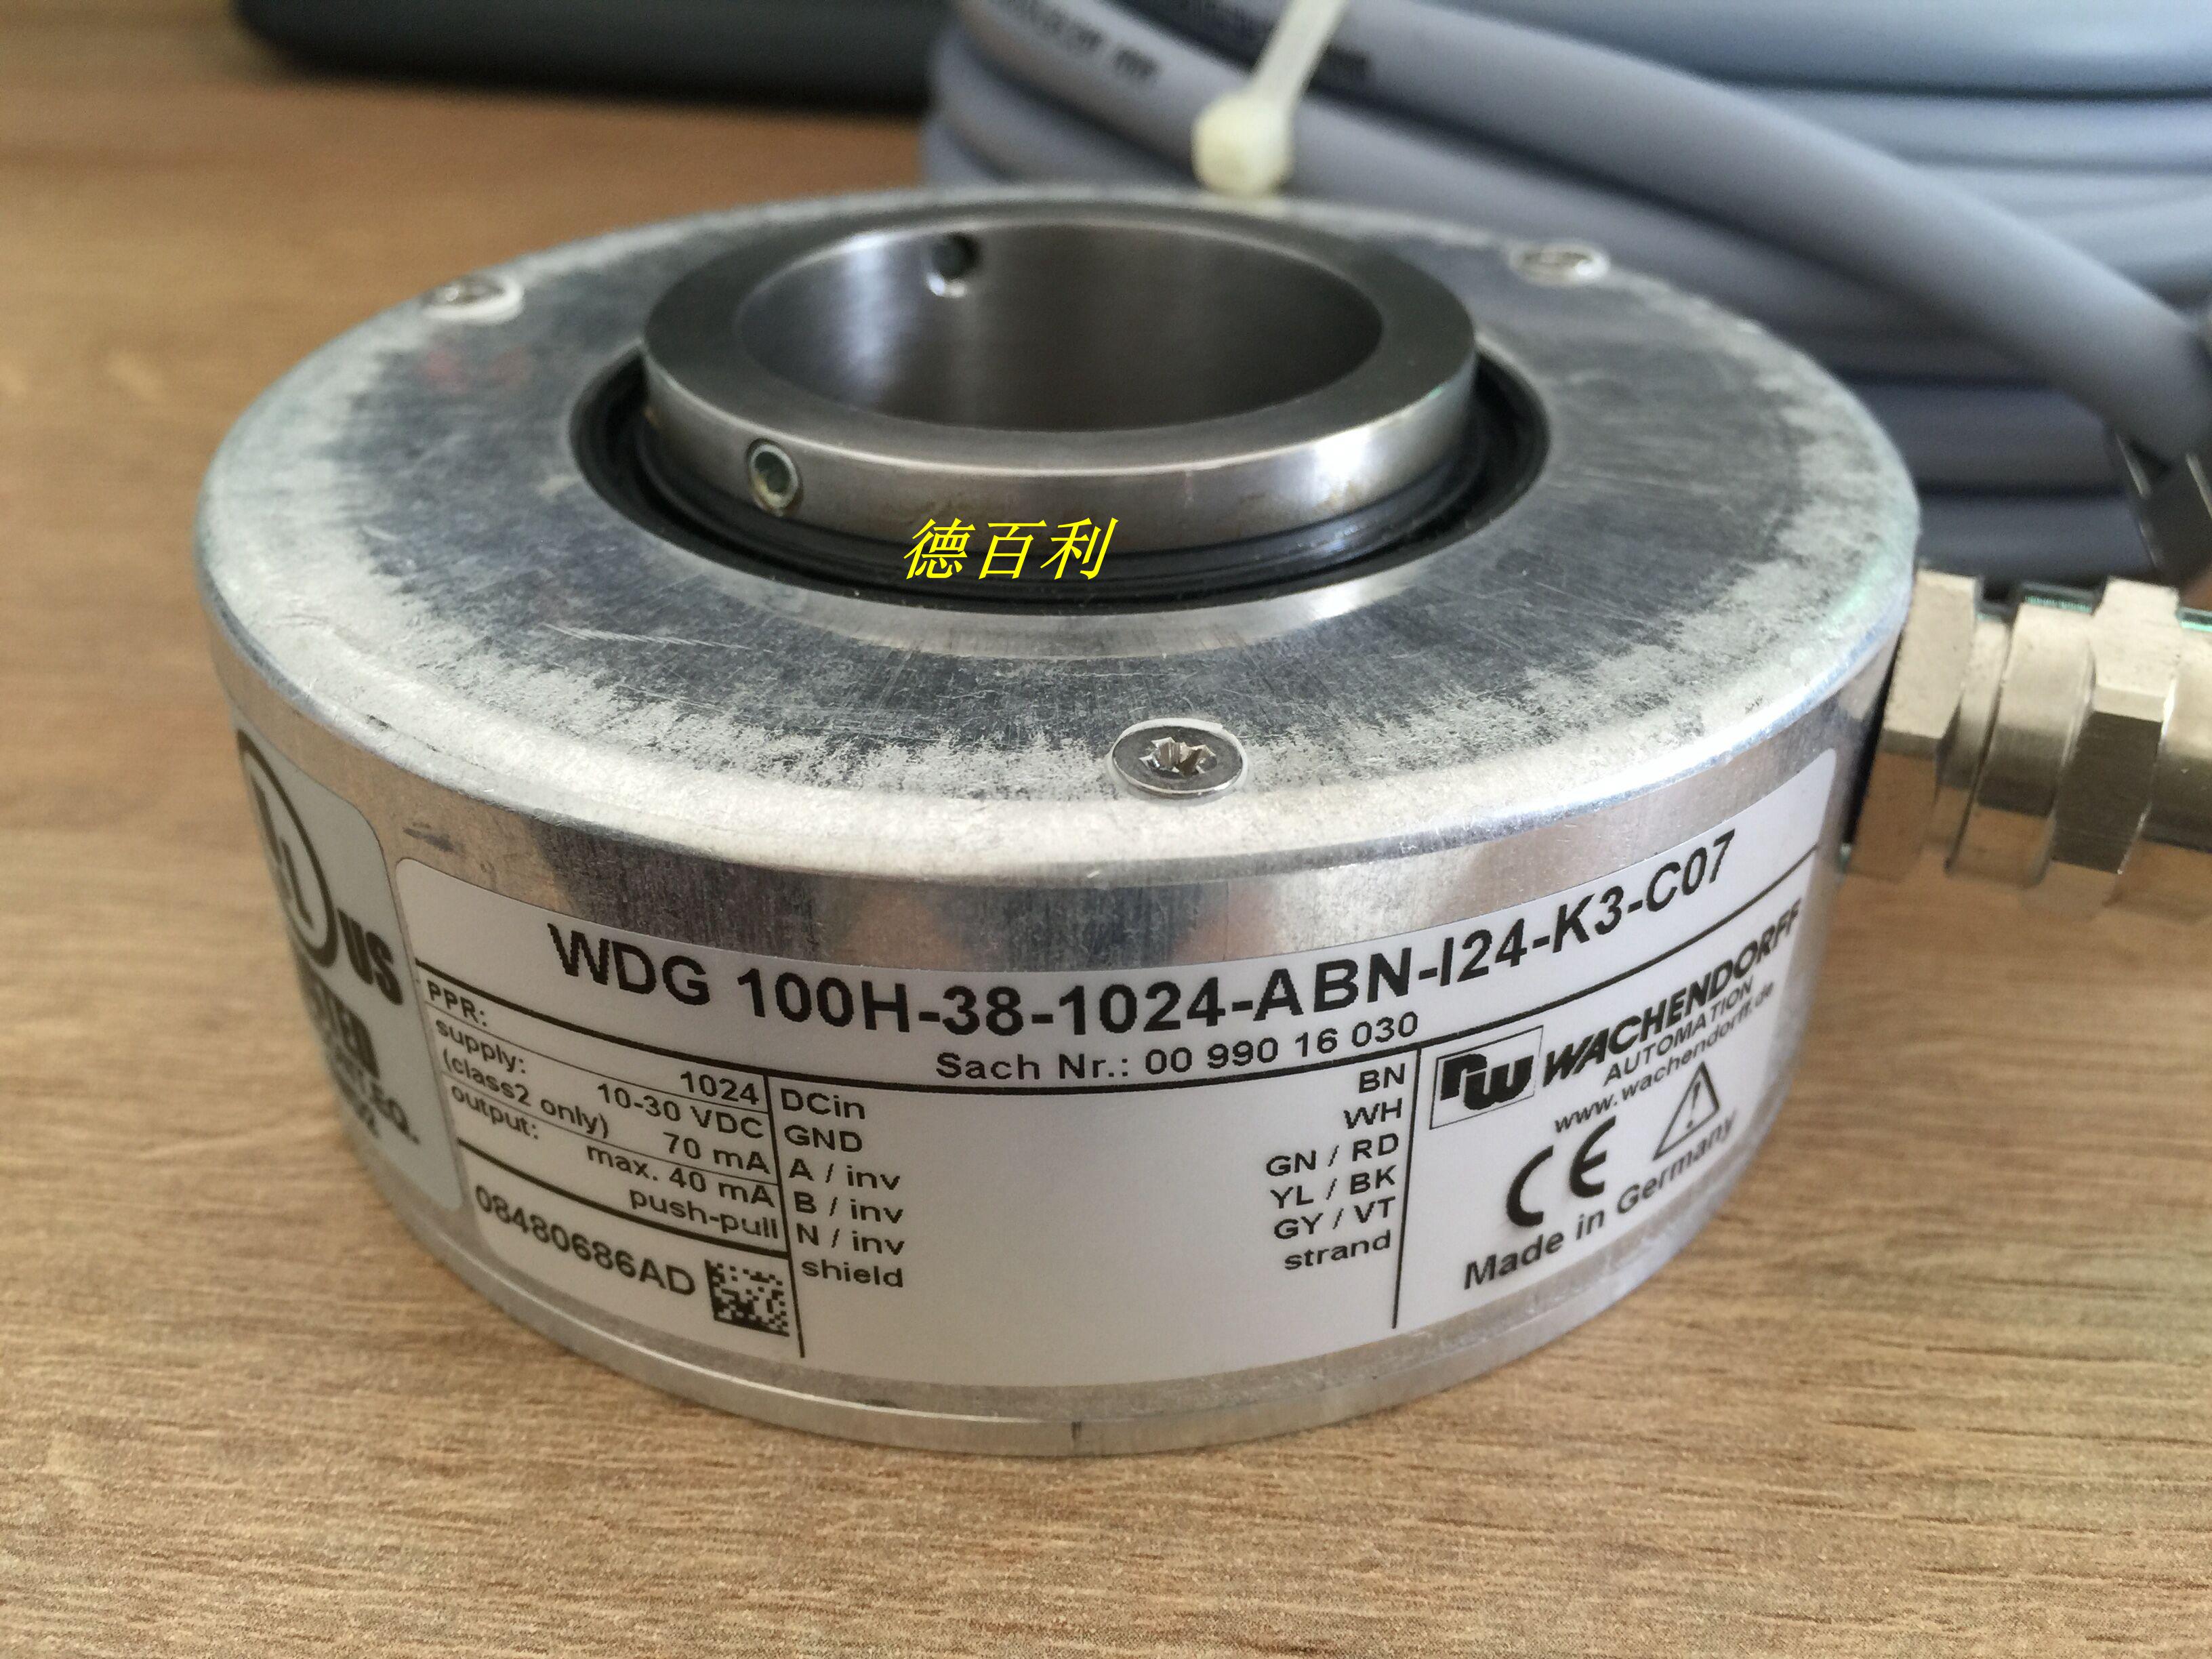 德百利
WDG 100H-38-1024-ABN-I24-K3-C07
Sach Nr.: 00 990 16 030
PPR: 1024
supply: 10-30 VDC
(class2 only) 70 mA
output: max. 40 mA
push-pull
08480686AD
DCin BN
GND WH
A / inv GN / RD
B / inv YL / BK
N / inv GY / VT
shield strand
WACHENDORFF
AUTOMATION
www.wachendorff.de
CE
Made in Germany
US